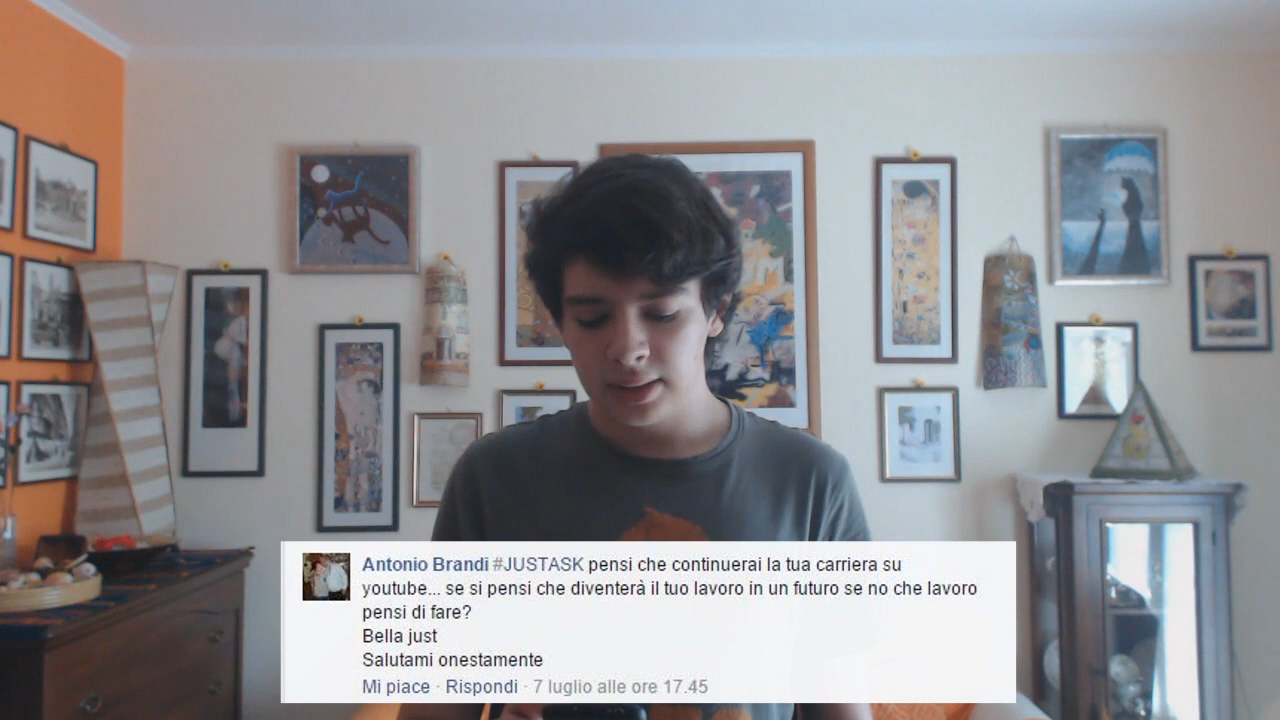 Antonio Brandi #JUSTASK pensi che continuerai la tua carriera su
youtube... se si pensi che diventerà il tuo lavoro in un futuro se no che lavoro
pensi di fare?
Bella just
Salutami onestamente
Mi piace · Rispondi · 7 luglio alle ore 17.45